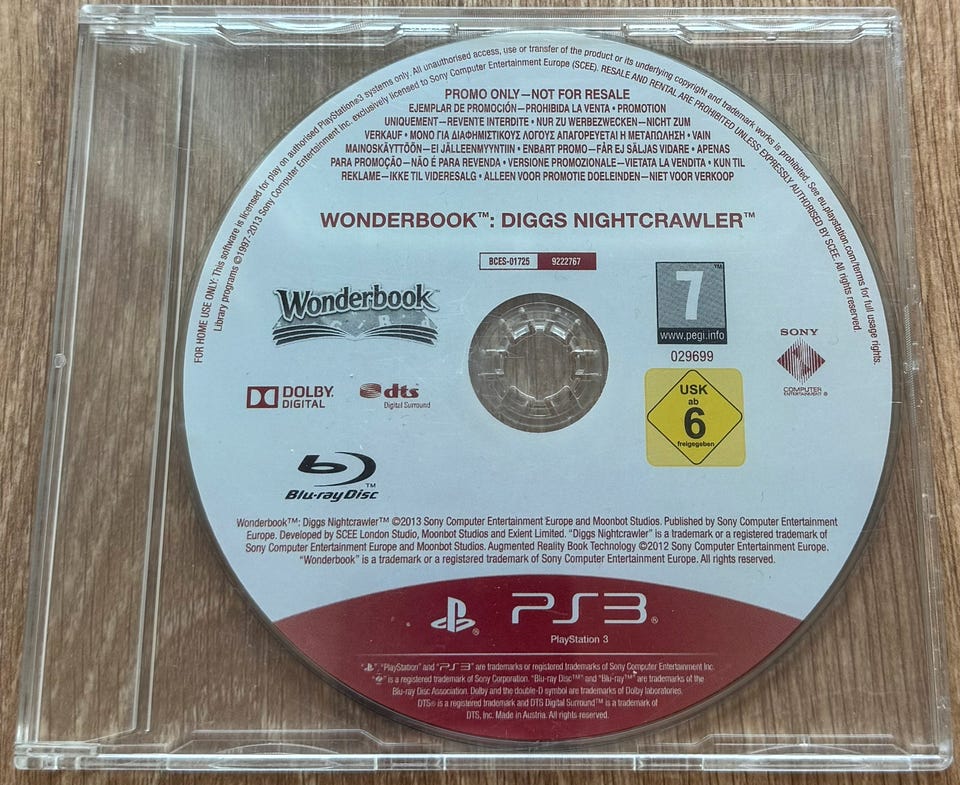 FOR HOME USE ONLY: This software is licensed for play on authorised PlayStation®3 systems only. All unauthorised access, use or transfer of the product or its underlying copyright and trademark works is prohibited. See eu.playstation.com/terms for full usage rights.
Library programs ©1997-2013 Sony Computer Entertainment Inc. exclusively licensed to Sony Computer Entertainment Europe (SCEE). RESALE AND RENTAL ARE PROHIBITED UNLESS EXPRESSLY AUTHORISED BY SCEE. All rights reserved.
PROMO ONLY—NOT FOR RESALE
EJEMPLAR DE PROMOCIÓN—PROHIBIDA LA VENTA • PROMOTION
UNIQUEMENT—REVENTE INTERDITE • NUR ZU WERBEZWECKEN—NICHT ZUM
VERKAUF • ΜΟΝΟ ΓΙΑ ΔΙΑΦΗΜΙΣΤΙΚΟΥΣ ΛΟΓΟΥΣ ΑΠΑΓΟΡΕΥΕΤΑΙ Η ΜΕΤΑΠΩΛΗΣΗ • VAIN
MAINOSKÄYTTÖÖN—EI JÄLLEENMYYNTIIN • ENBART PROMO—FÅR EJ SÄLJAS VIDARE • APENAS
PARA PROMOÇÃO—NÃO É PARA REVENDA • VERSIONE PROMOZIONALE—VIETATA LA VENDITA • KUN TIL
REKLAME—IKKE TIL VIDERESALG • ALLEEN VOOR PROMOTIE DOELEINDEN—NIET VOOR VERKOOP
WONDERBOOK™: DIGGS NIGHTCRAWLER™
BCES-01725 9222767
Wonderbook™
7™
www.pegi.info
029699
SONY
COMPUTER
ENTERTAINMENT ®
DOLBY
DIGITAL
dts
Digital Surround
USK
ab
6
freigegeben
Blu-ray Disc™
Wonderbook™: Diggs Nightcrawler™ ©2013 Sony Computer Entertainment Europe and Moonbot Studios. Published by Sony Computer Entertainment
Europe. Developed by SCEE London Studio, Moonbot Studios and Exient Limited. “Diggs Nightcrawler” is a trademark or a registered trademark of
Sony Computer Entertainment Europe and Moonbot Studios. Augmented Reality Book Technology ©2012 Sony Computer Entertainment Europe.
“Wonderbook” is a trademark or a registered trademark of Sony Computer Entertainment Europe. All rights reserved.
PS3®
PlayStation 3
“ ”, “PlayStation” and “PS3” are trademarks or registered trademarks of Sony Computer Entertainment Inc.
“ ” is a registered trademark of Sony Corporation. “Blu-ray Disc™” and “Blu-ray™” are trademarks of the
Blu-ray Disc Association. Dolby and the double-D symbol are trademarks of Dolby laboratories.
DTS® is a registered trademark and DTS Digital Surround™ is a trademark of
DTS, Inc. Made in Austria. All rights reserved.